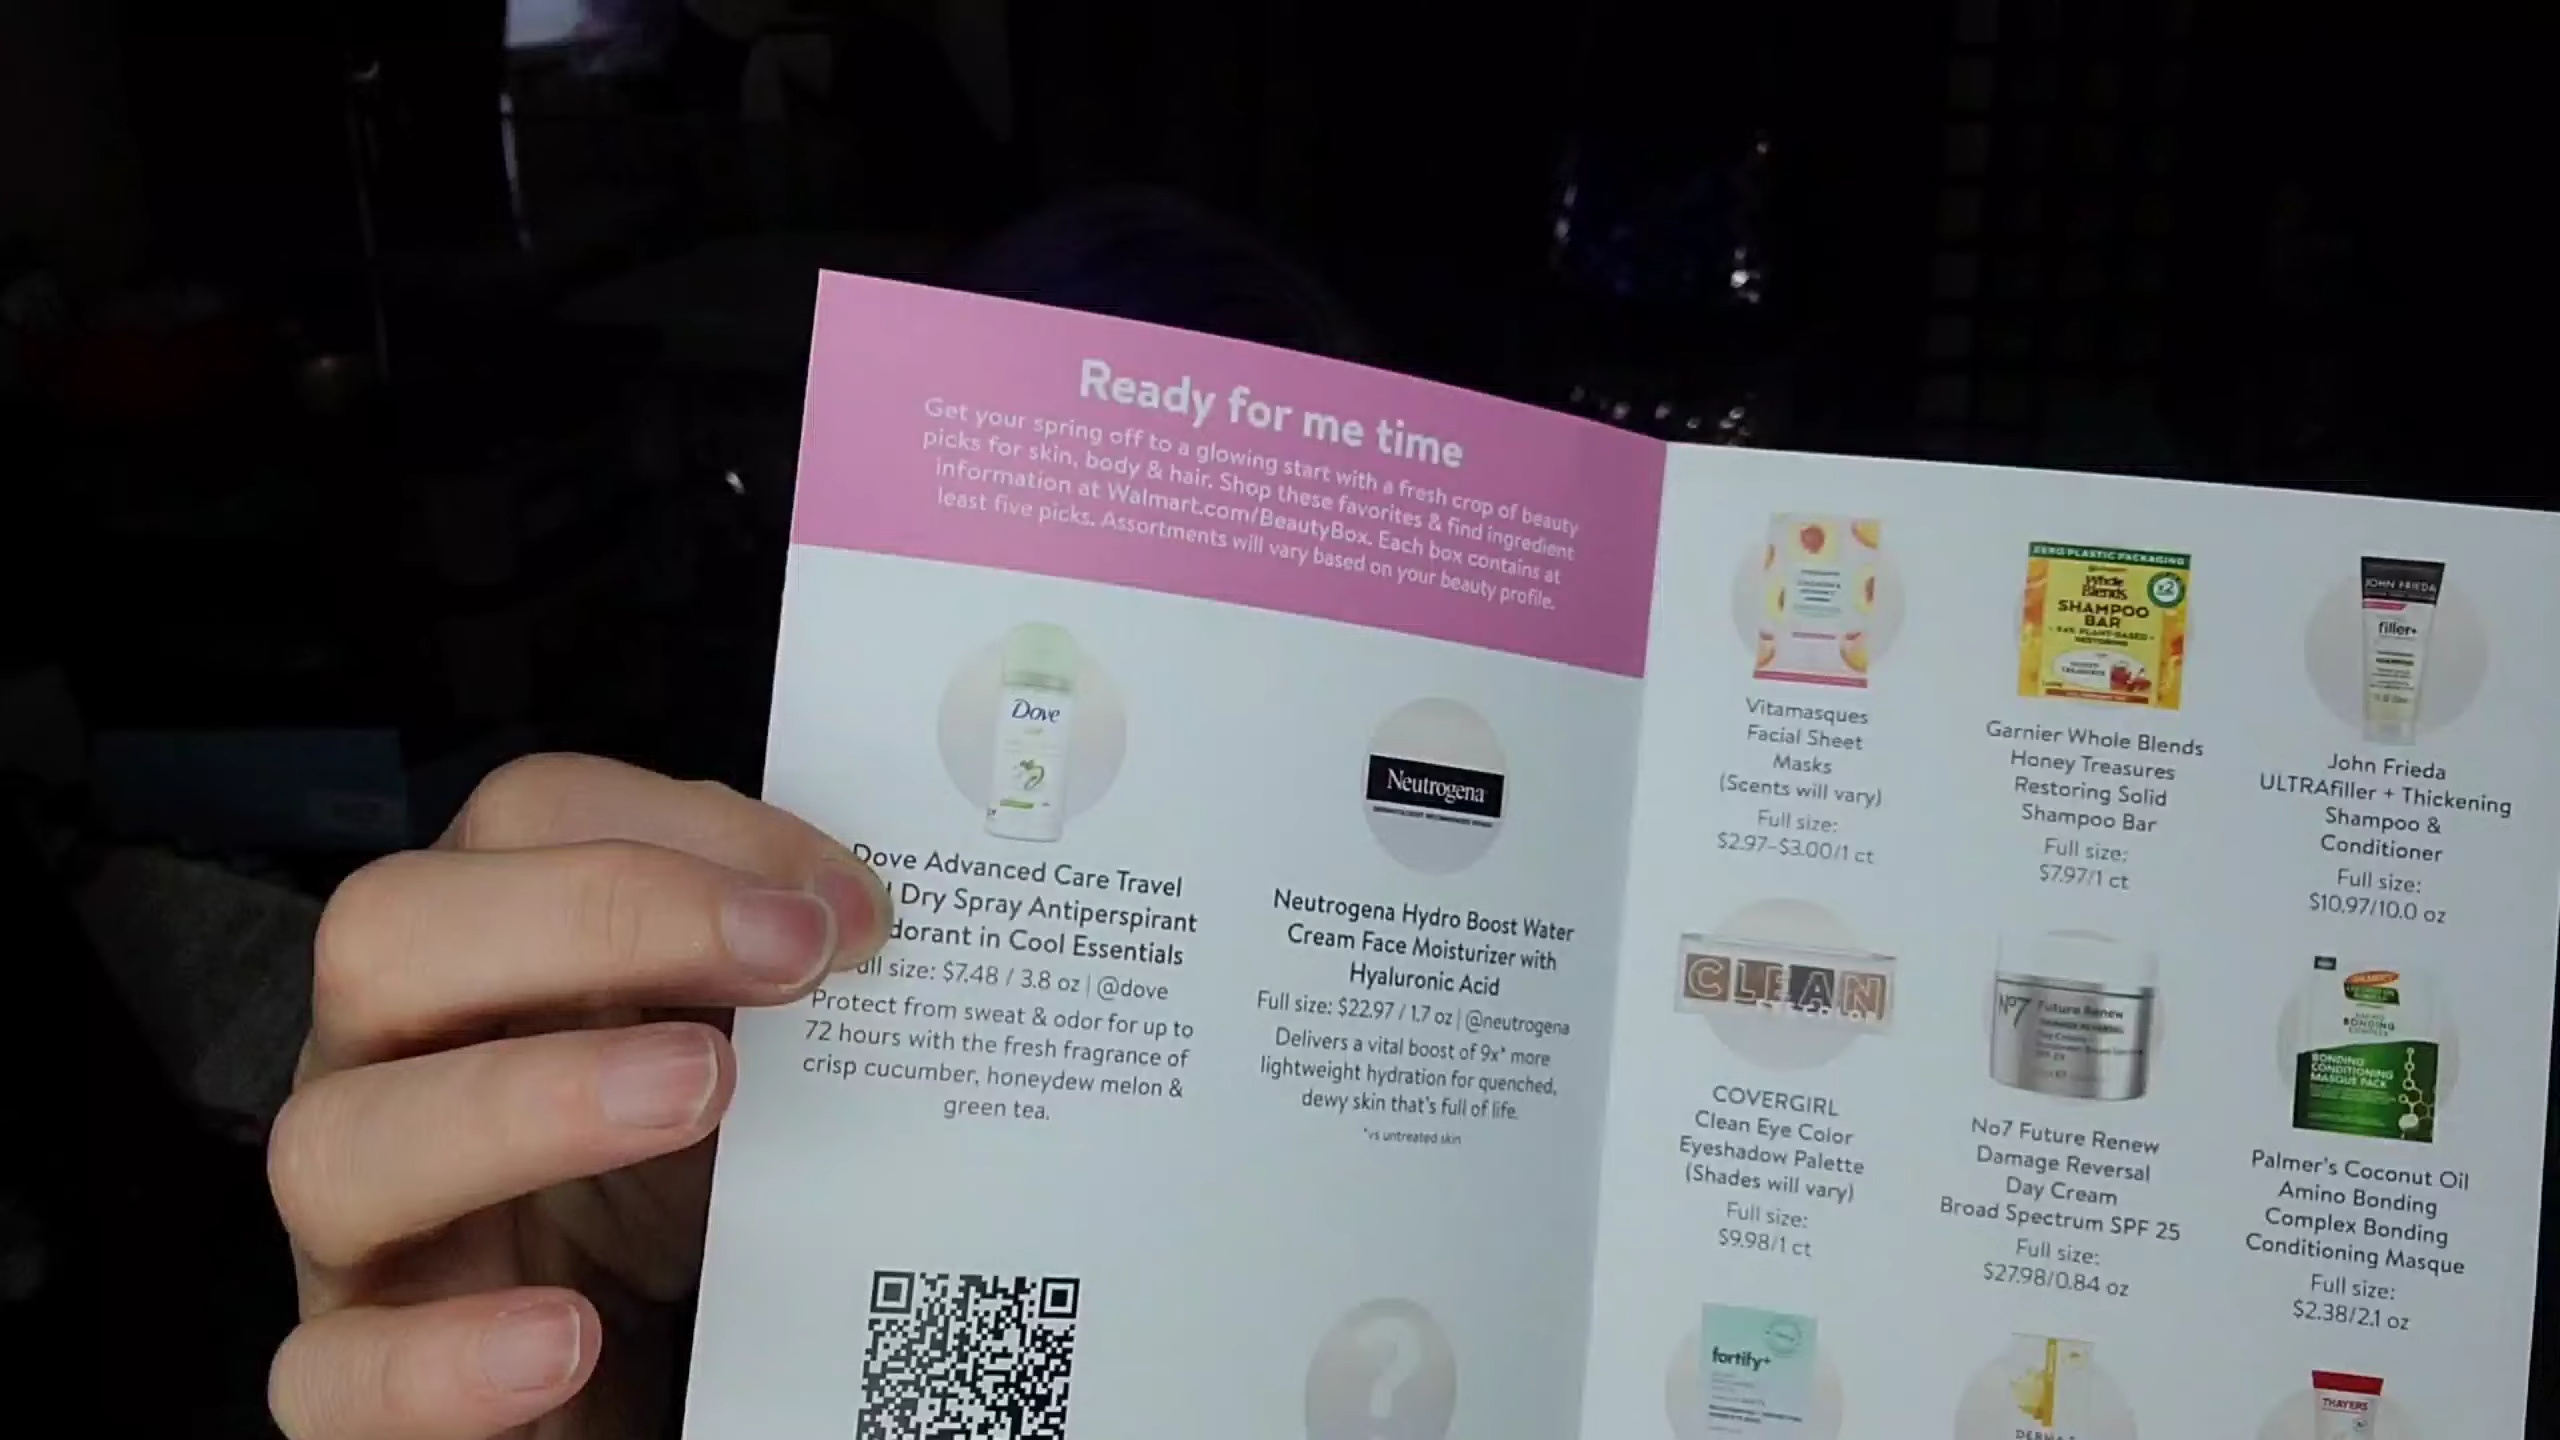 Ready for me time
Get your spring off to a glowing start with a fresh crop of beauty
picks for skin, body & hair. Shop these favorites & find ingredient
information at Walmart.com/BeautyBox. Each box contains at
least five picks. Assortments will vary based on your beauty profile.
Dove
Dove Advanced Care Travel
Dry Spray Antiperspirant
dorant in Cool Essentials
ull size: $7.48 / 3.8 oz | @dove
Protect from sweat & odor for up to
72 hours with the fresh fragrance of
crisp cucumber, honeydew melon &
green tea.
Neutrogena
Neutrogena Hydro Boost Water
Cream Face Moisturizer with
Hyaluronic Acid
Full size: $22.97 / 1.7 oz | @neutrogena
Delivers a vital boost of 9x* more
lightweight hydration for quenched,
dewy skin that's full of life.
*vs untreated skin
?
Vitamasques
Facial Sheet
Masks
(Scents will vary)
Full size:
$2.97–$3.00/1 ct
ZERO PLASTIC PACKAGING
Whole
Blends
x2
SHAMPOO
BAR
Garnier Whole Blends
Honey Treasures
Restoring Solid
Shampoo Bar
Full size:
$7.97/1 ct
JOHN FRIEDA
filler+
SHAMPOO
John Frieda
ULTRAfiller + Thickening
Shampoo &
Conditioner
Full size:
$10.97/10.0 oz
CLEAN
COVERGIRL
Clean Eye Color
Eyeshadow Palette
(Shades will vary)
Full size:
$9.98/1 ct
No7 Future Renew
No7 Future Renew
Damage Reversal
Day Cream
Broad Spectrum SPF 25
Full size:
$27.98/0.84 oz
BONDING
BONDING
CONDITIONING
MASQUE PACK
Palmer's Coconut Oil
Amino Bonding
Complex Bonding
Conditioning Masque
Full size:
$2.38/2.1 oz
fortify+
THAYERS